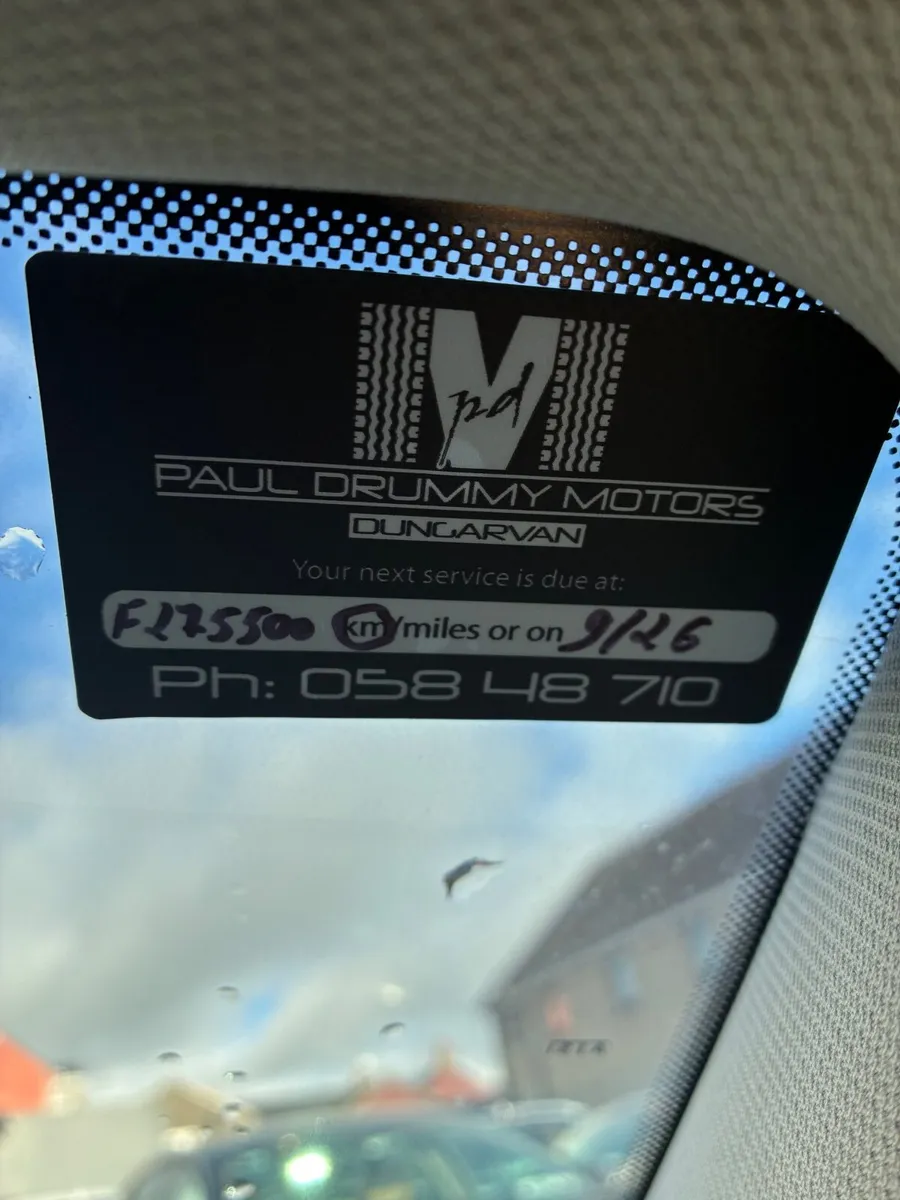 pd
PAUL DRUMMY MOTORS
DUNGARVAN
Your next service is due at:
F275500 km/miles or on 9/26
Ph: 058 48 710